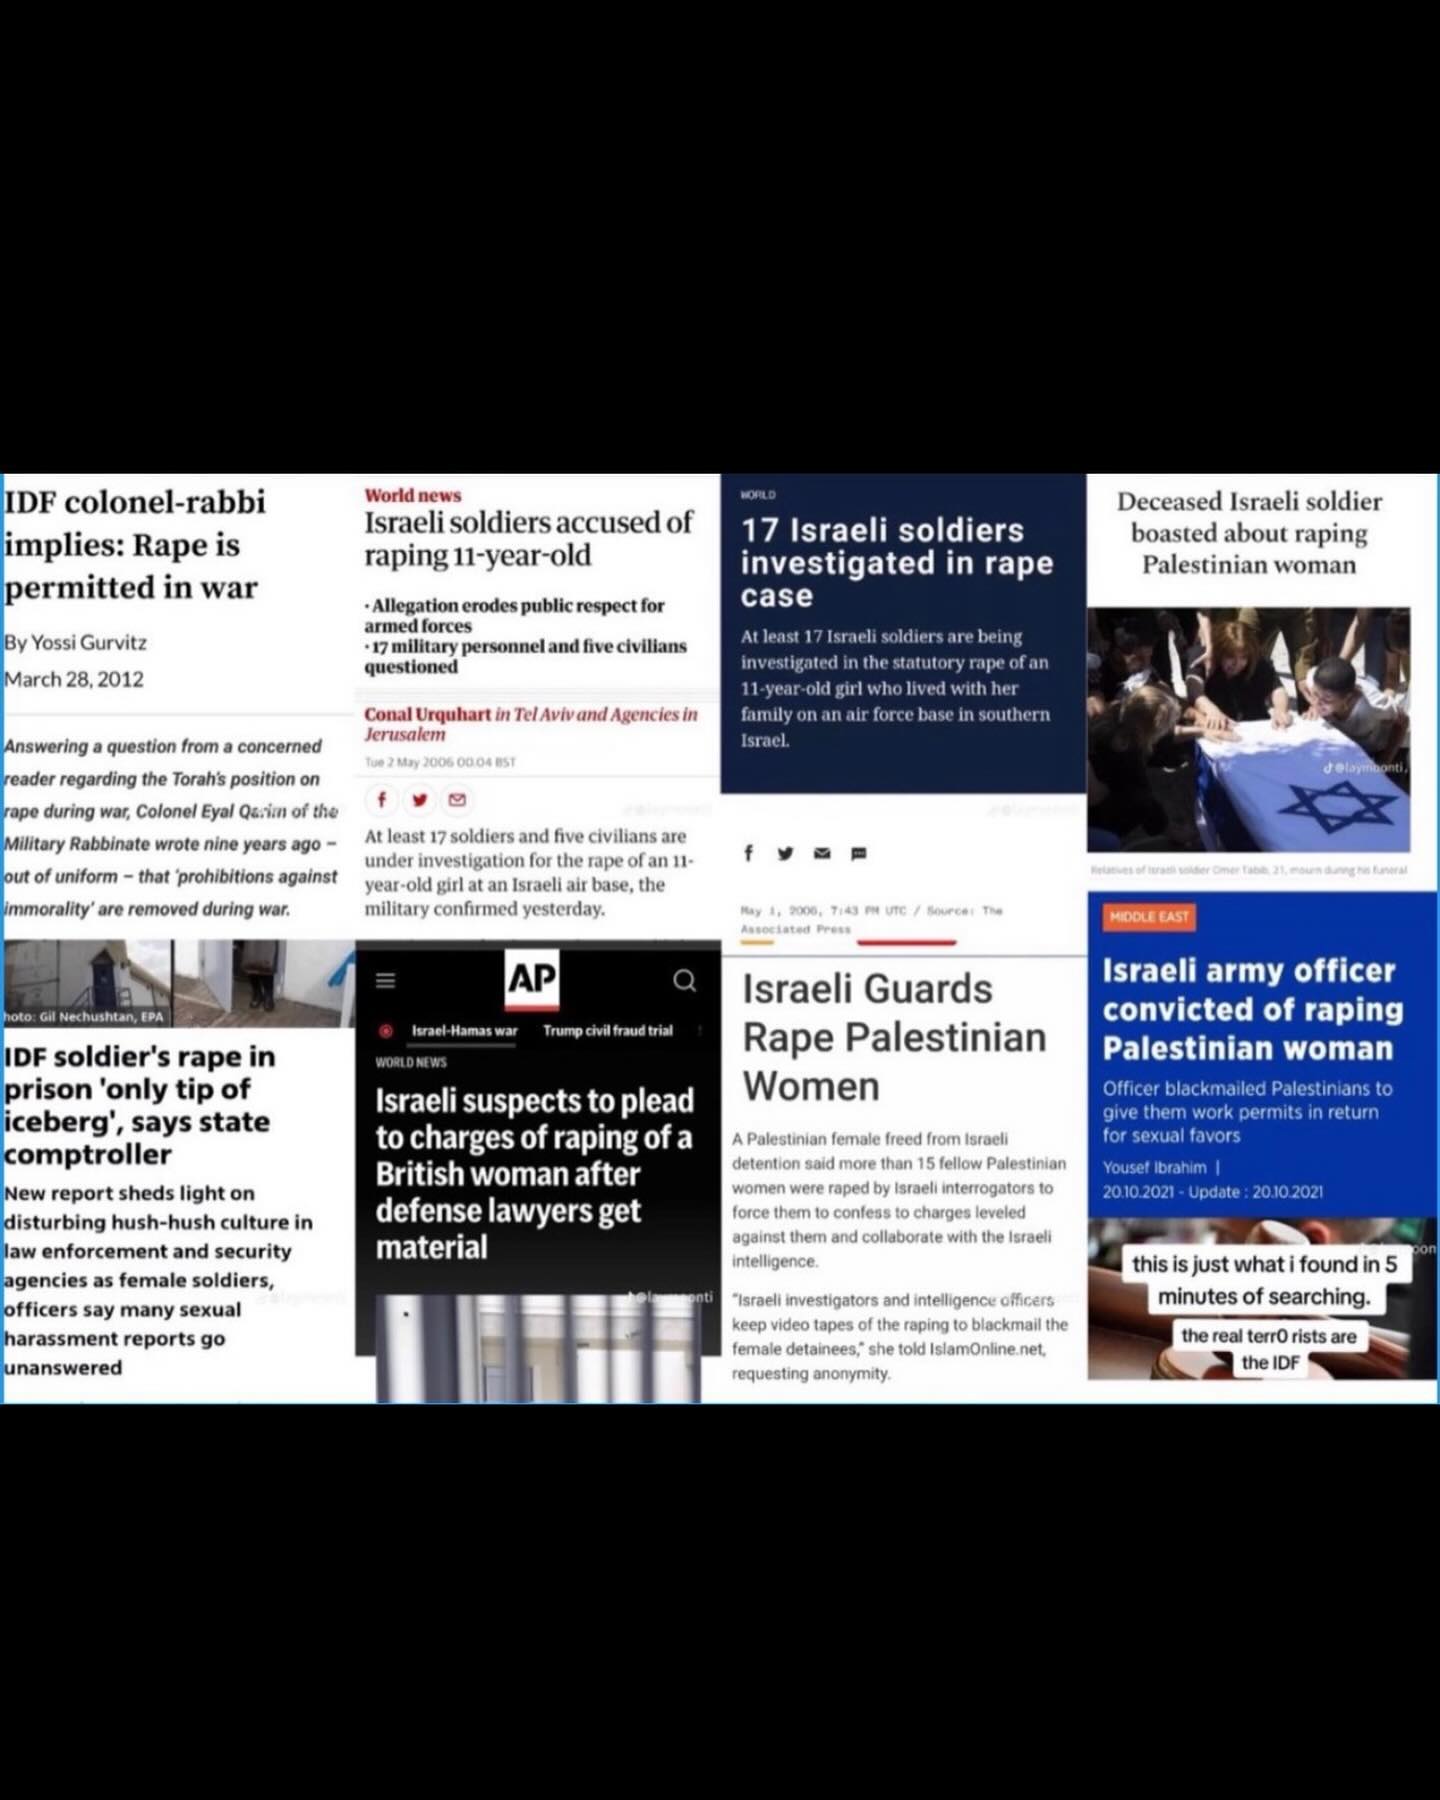 IDF colonel-rabbi
implies: Rape is
permitted in war
By Yossi Gurvitz
March 28, 2012
Answering a question from a concerned
reader regarding the Torah's position on
rape during war, Colonel Eyal Qarim of the
Military Rabbinate wrote nine years ago –
out of uniform – that 'prohibitions against
immorality' are removed during war.
hoto: Gil Nechushtan, EPA
IDF soldier's rape in
prison 'only tip of
iceberg', says state
comptroller
New report sheds light on
disturbing hush-hush culture in
law enforcement and security
agencies as female soldiers,
officers say many sexual
harassment reports go
unanswered
World news
Israeli soldiers accused of
raping 11-year-old
· Allegation erodes public respect for
armed forces
· 17 military personnel and five civilians
questioned
Conal Urquhart in Tel Aviv and Agencies in
Jerusalem
Tue 2 May 2006 00.04 BST
At least 17 soldiers and five civilians are
under investigation for the rape of an 11-
year-old girl at an Israeli air base, the
military confirmed yesterday.
AP
Israel-Hamas war Trump civil fraud trial
WORLD NEWS
Israeli suspects to plead
to charges of raping of a
British woman after
defense lawyers get
material
WORLD
17 Israeli soldiers
investigated in rape
case
At least 17 Israeli soldiers are being
investigated in the statutory rape of an
11-year-old girl who lived with her
family on an air force base in southern
Israel.
May 1, 2006, 7:43 PM UTC / Source: The
Associated Press
Israeli Guards
Rape Palestinian
Women
A Palestinian female freed from Israeli
detention said more than 15 fellow Palestinian
women were raped by Israeli interrogators to
force them to confess to charges leveled
against them and collaborate with the Israeli
intelligence.
"Israeli investigators and intelligence officers
keep video tapes of the raping to blackmail the
female detainees," she told IslamOnline.net,
requesting anonymity.
Deceased Israeli soldier
boasted about raping
Palestinian woman
@laymoonti
Relatives of Israeli soldier Omer Tabib, 21, mourn during his funeral
MIDDLE EAST
Israeli army officer
convicted of raping
Palestinian woman
Officer blackmailed Palestinians to
give them work permits in return
for sexual favors
Yousef Ibrahim |
20.10.2021 - Update : 20.10.2021
this is just what i found in 5
minutes of searching.
the real terr0 rists are
the IDF